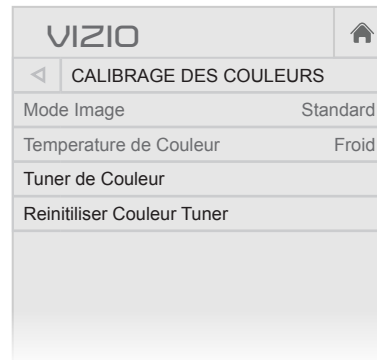 VIZIO
CALIBRAGE DES COULEURS
Mode Image Standard
Temperature de Couleur Froid
Tuner de Couleur
Reinitiliser Couleur Tuner